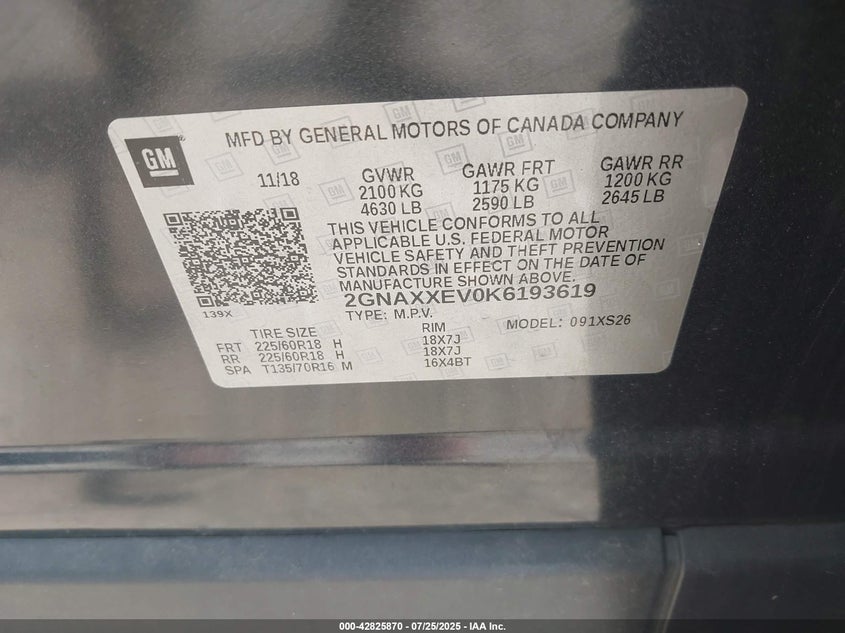 GM
MFD BY GENERAL MOTORS OF CANADA COMPANY
11/18
GVWR
2100 KG
4630 LB
GAWR FRT
1175 KG
2590 LB
GAWR RR
1200 KG
2645 LB
THIS VEHICLE CONFORMS TO ALL
APPLICABLE U.S. FEDERAL MOTOR
VEHICLE SAFETY AND THEFT PREVENTION
STANDARDS IN EFFECT ON THE DATE OF
MANUFACTURE SHOWN ABOVE.
2GNAXXEV0K6193619
139X
TYPE: M.P.V.
MODEL: 091XS26
TIRE SIZE RIM
FRT 225/60R18 H 18X7J
RR 225/60R18 H 18X7J
SPA T135/70R16 M 16X4BT
000-42825870 / 07/25/2025 - IAA Inc.